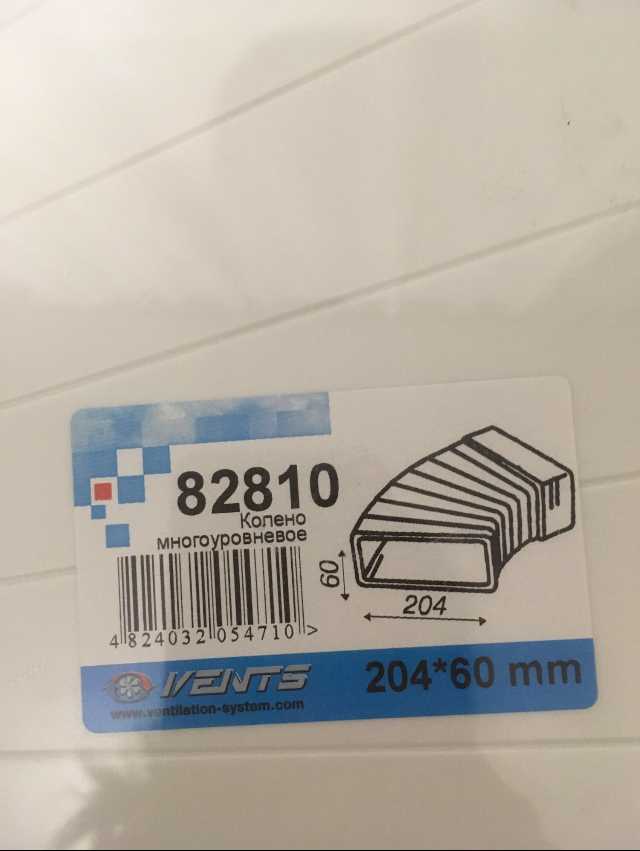 82810
Колено
многоуровневое
60
204
4 824032 054710 >
VENTS
204*60 mm
www.ventilation-system.com